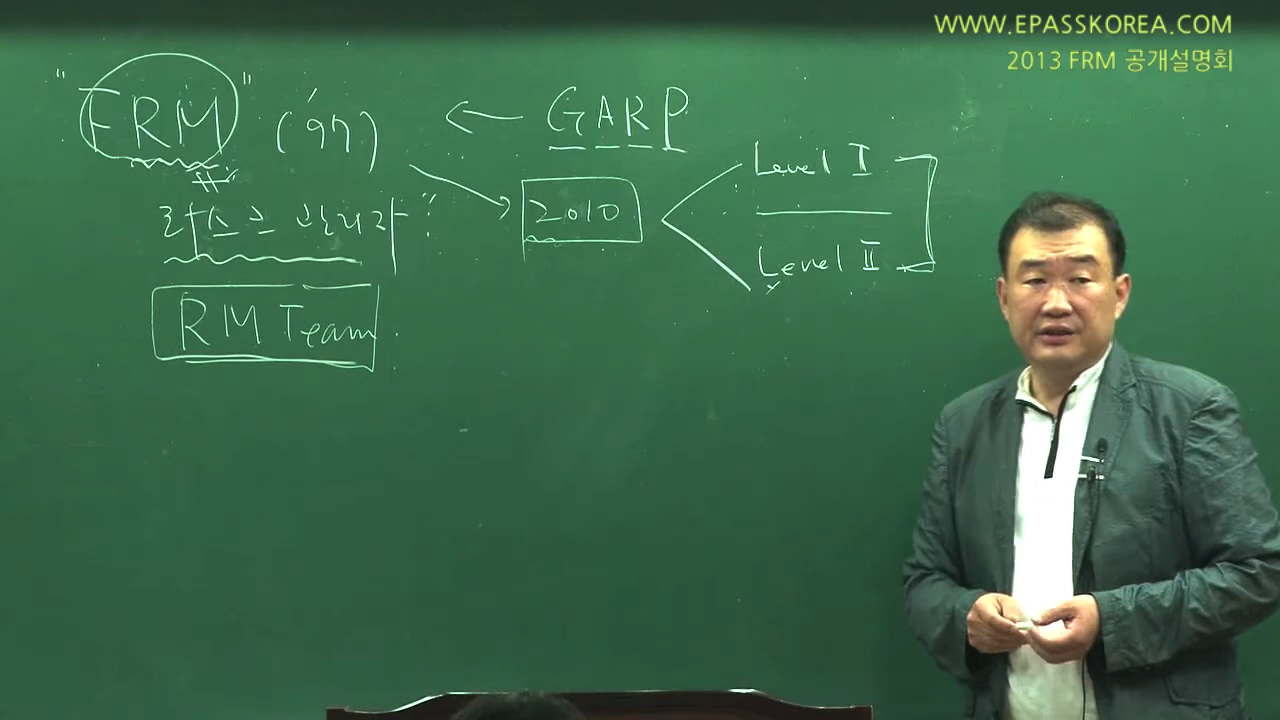 WWW.EPASSKOREA.COM
2013 FRM 공개설명회
"FRM" ('97) ← GARP
리스크 관리사
2010
Level I
Level II
RM Team